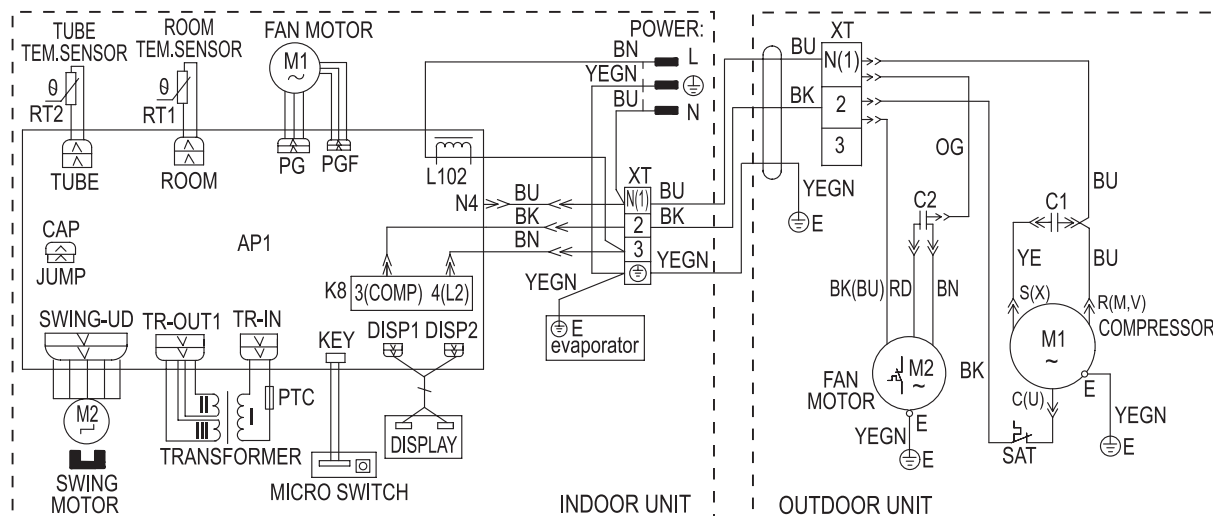 TUBE
TEM.SENSOR
ROOM
TEM.SENSOR
FAN MOTOR
POWER:
θ
RT2
θ
RT1
M1
~
BN
L
YEGN
BU
N
TUBE
ROOM
PG
PGF
L102
XT
N4
BU
N(1)
BU
BK
2
BK
BN
3
YEGN
YEGN
CAP
JUMP
AP1
K8
3(COMP)
4(L2)
E
evaporator
SWING-UD
TR-OUT1
TR-IN
KEY
DISP1
DISP2
PTC
M2
DISPLAY
TRANSFORMER
SWING
MOTOR
MICRO SWITCH
INDOOR UNIT
XT
BU
N(1)
BK
2
3
OG
BU
YEGN
E
C2
C1
YE
BU
BK(BU)
RD
BN
S(X)
R(M,V)
COMPRESSOR
M1
~
M2
~
FAN
MOTOR
BK
E
C(U)
YEGN
E
YEGN
E
SAT
E
OUTDOOR UNIT